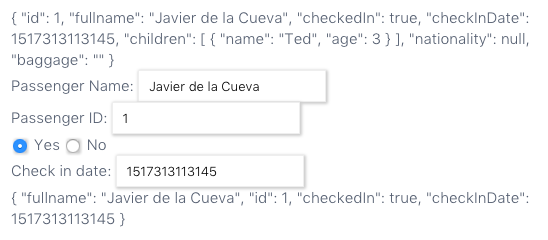 { "id": 1, "fullname": "Javier de la Cueva", "checkedIn": true, "checkInDate":
1517313113145, "children": [ { "name": "Ted", "age": 3 } ], "nationality": null,
"baggage": "" }
Passenger Name: Javier de la Cueva
Passenger ID: 1
Yes No
Check in date: 1517313113145
{ "fullname": "Javier de la Cueva", "id": 1, "checkedIn": true, "checkInDate":
1517313113145 }